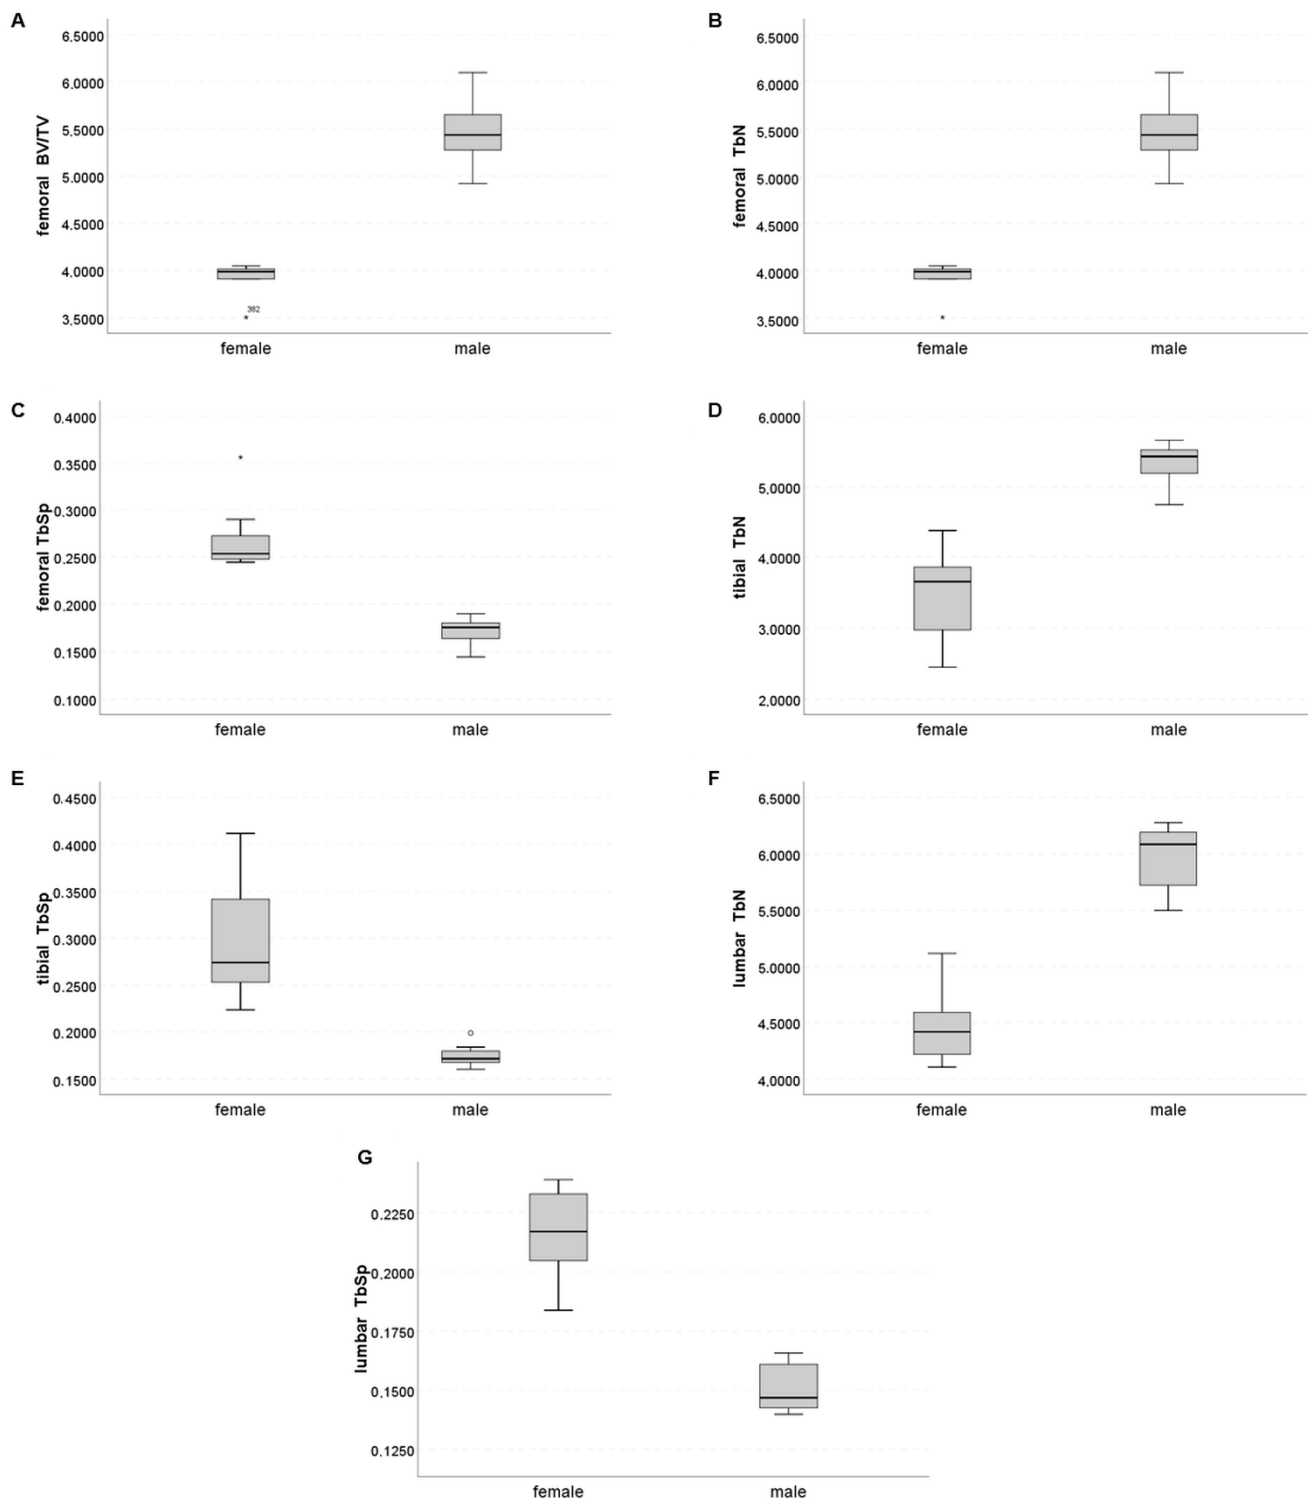 A
femoral BV/TV
6.5000
6.0000
5.5000
5.0000
4.5000
4.0000
3.5000
382
*
female
male
B
femoral TbN
6.5000
6.0000
5.5000
5.0000
4.5000
4.0000
3.5000
*
female
male
C
femoral TbSp
0.4000
0.3500
0.3000
0.2500
0.2000
0.1500
0.1000
*
female
male
D
tibial TbN
6.0000
5.0000
4.0000
3.0000
2.0000
female
male
E
tibial TbSp
0.4500
0.4000
0.3500
0.3000
0.2500
0.2000
0.1500
female
male
F
lumbar TbN
6.5000
6.0000
5.5000
5.0000
4.5000
4.0000
female
male
G
lumbar TbSp
0.2250
0.2000
0.1750
0.1500
0.1250
female
male